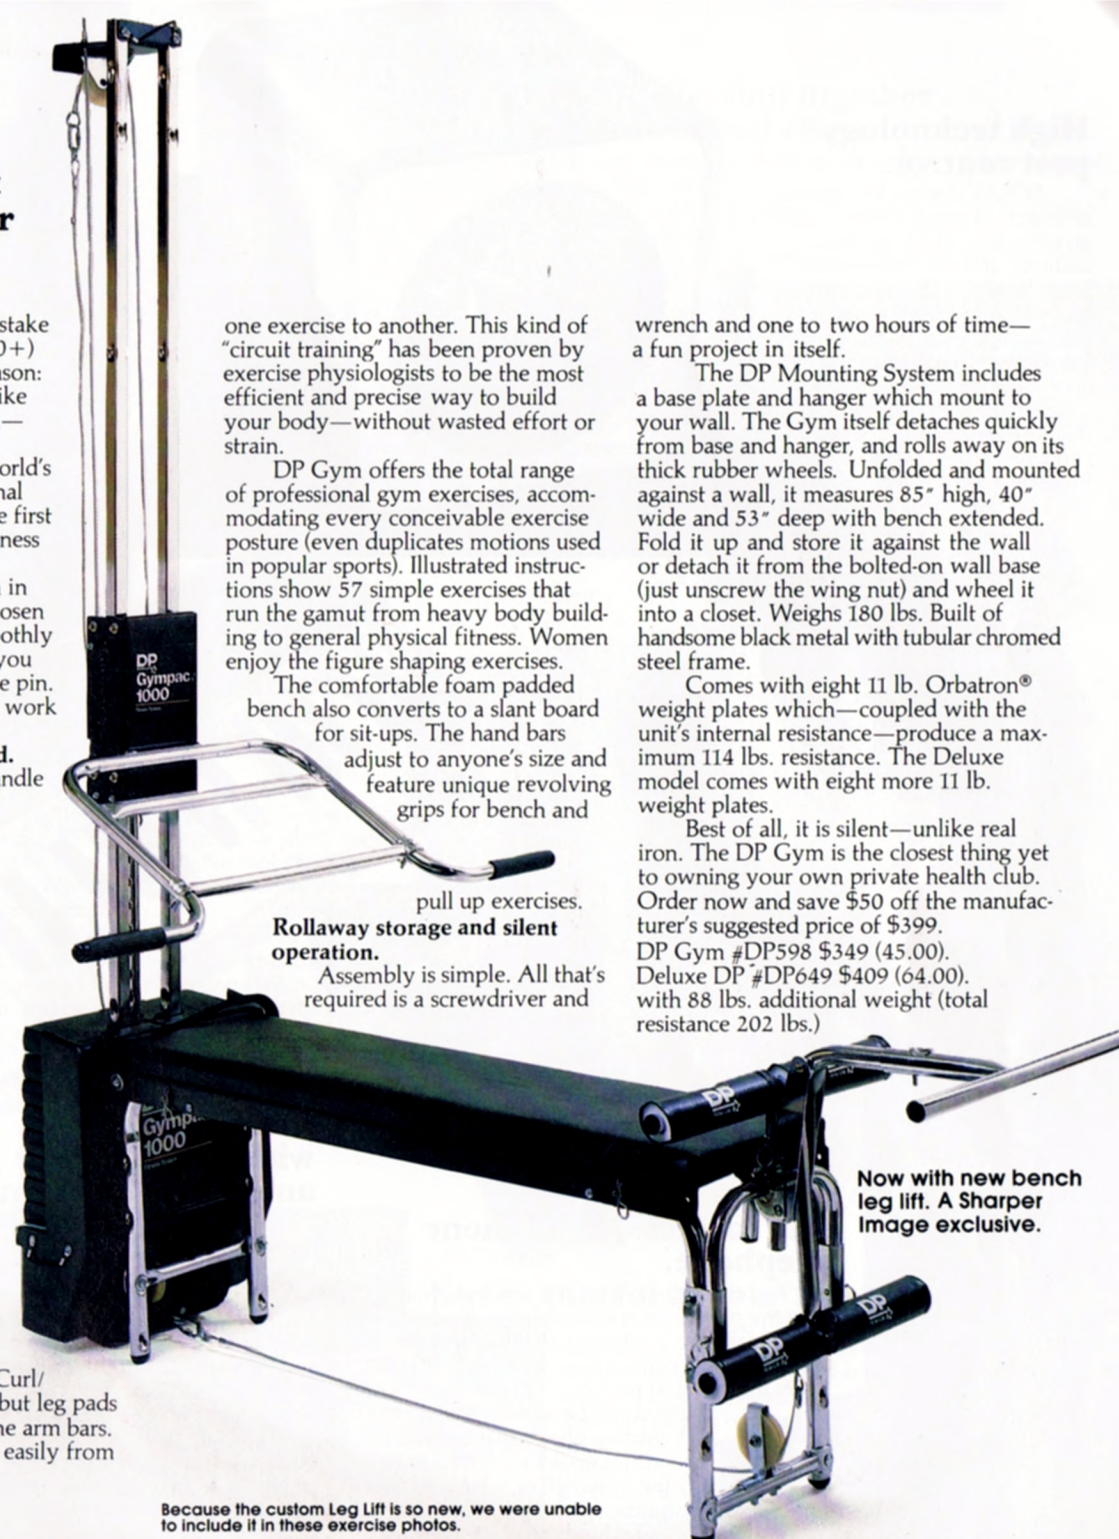 r
stake
0+)
ason:
ike
—
orld's
nal
e first
ness
in
osen
othly
you
e pin.
work
d.
andle
Curl/
but leg pads
he arm bars.
easily from
one exercise to another. This kind of
"circuit training" has been proven by
exercise physiologists to be the most
efficient and precise way to build
your body—without wasted effort or
strain.
DP Gym offers the total range
of professional gym exercises, accom-
modating every conceivable exercise
posture (even duplicates motions used
in popular sports). Illustrated instruc-
tions show 57 simple exercises that
run the gamut from heavy body build-
ing to general physical fitness. Women
enjoy the figure shaping exercises.
The comfortable foam padded
bench also converts to a slant board
for sit-ups. The hand bars
adjust to anyone's size and
feature unique revolving
grips for bench and
pull up exercises.
Rollaway storage and silent
operation.
Assembly is simple. All that's
required is a screwdriver and
wrench and one to two hours of time—
a fun project in itself.
The DP Mounting System includes
a base plate and hanger which mount to
your wall. The Gym itself detaches quickly
from base and hanger, and rolls away on its
thick rubber wheels. Unfolded and mounted
against a wall, it measures 85" high, 40"
wide and 53" deep with bench extended.
Fold it up and store it against the wall
or detach it from the bolted-on wall base
(just unscrew the wing nut) and wheel it
into a closet. Weighs 180 lbs. Built of
handsome black metal with tubular chromed
steel frame.
Comes with eight 11 lb. Orbatron®
weight plates which—coupled with the
unit's internal resistance—produce a max-
imum 114 lbs. resistance. The Deluxe
model comes with eight more 11 lb.
weight plates.
Best of all, it is silent—unlike real
iron. The DP Gym is the closest thing yet
to owning your own private health club.
Order now and save $50 off the manufac-
turer's suggested price of $399.
DP Gym #DP598 $349 (45.00).
Deluxe DP #DP649 $409 (64.00).
with 88 lbs. additional weight (total
resistance 202 lbs.)
DP
Gympac
1000
Gympac
1000
DP
DP
DP
Now with new bench
leg lift. A Sharper
Image exclusive.
Because the custom Leg Lift is so new, we were unable
to include it in these exercise photos.